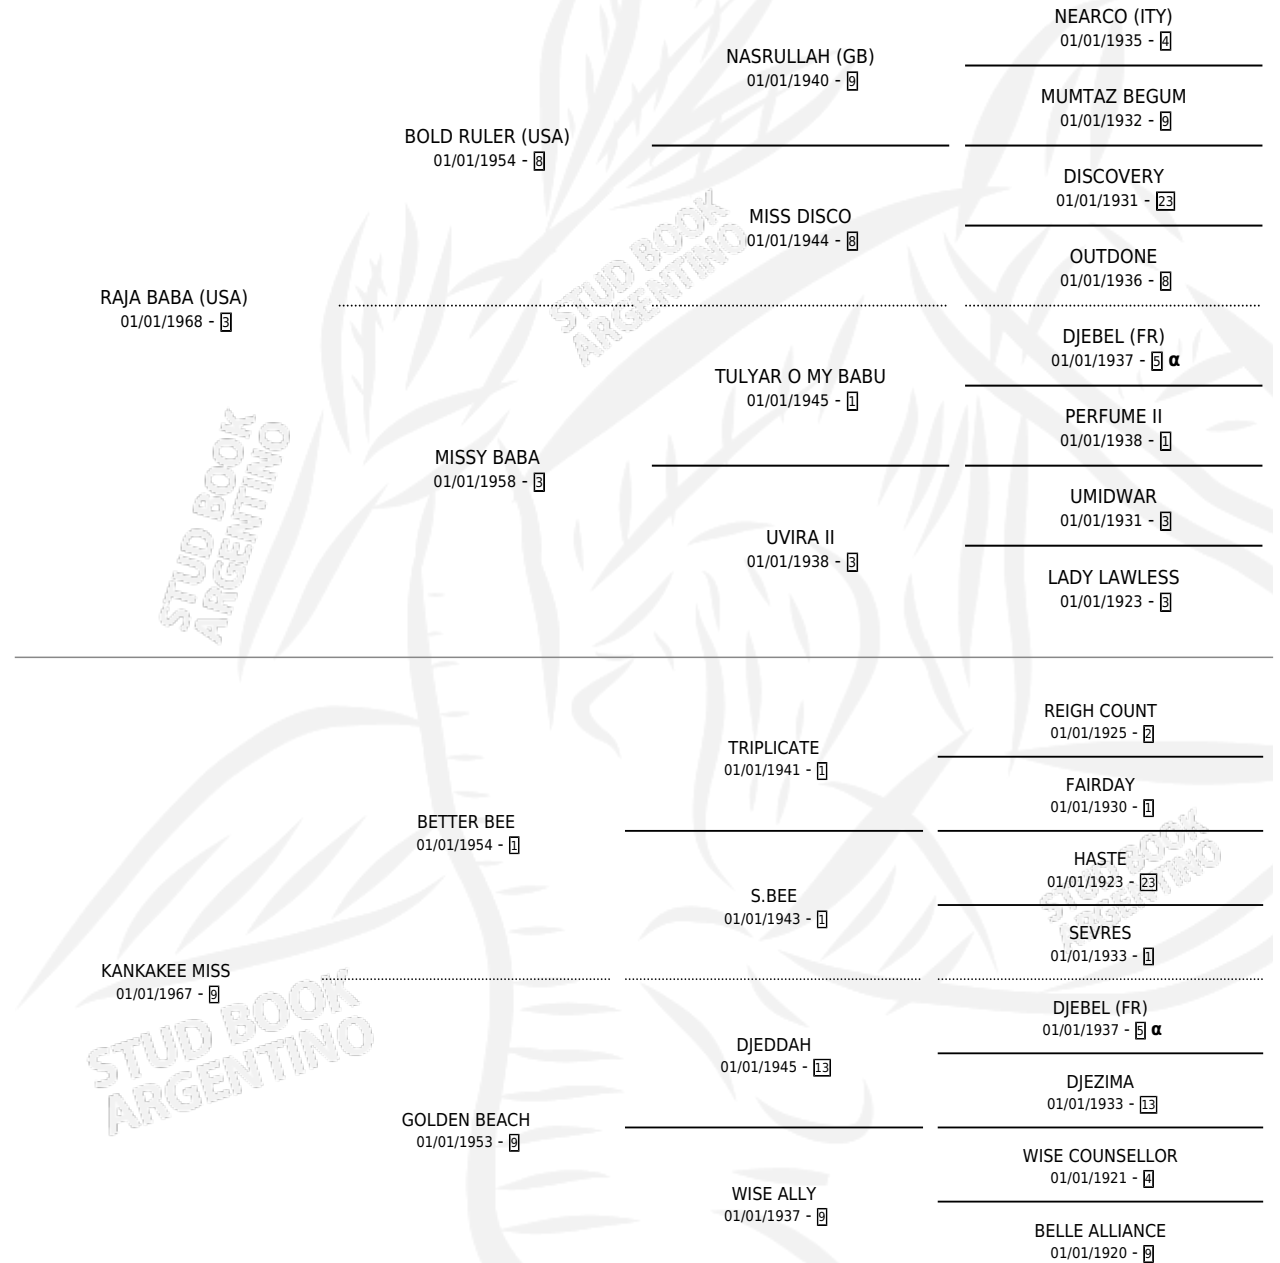 NEARCO (ITY)
01/01/1935 - 4
NASRULLAH (GB)
01/01/1940 - 9
MUMTAZ BEGUM
01/01/1932 - 9
BOLD RULER (USA)
01/01/1954 - 8
DISCOVERY
01/01/1931 - 23
MISS DISCO
01/01/1944 - 8
OUTDONE
01/01/1936 - 8
STUD BOOK
ARGENTINO
RAJA BABA (USA)
01/01/1968 - 3
DJEBEL (FR)
01/01/1937 - 5 α
TULYAR O MY BABU
01/01/1945 - 1
PERFUME II
01/01/1938 - 1
MISSY BABA
01/01/1958 - 3
UMIDWAR
01/01/1931 - 3
UVIRA II
01/01/1938 - 3
LADY LAWLESS
01/01/1923 - 3
STUD BOOK
ARGENTINO
REIGH COUNT
01/01/1925 - 2
TRIPLICATE
01/01/1941 - 1
FAIRDAY
01/01/1930 - 1
BETTER BEE
01/01/1954 - 1
HASTE
01/01/1923 - 23
S.BEE
01/01/1943 - 1
SEVRES
01/01/1933 - 1
STUD BOOK
ARGENTINO
KANKAKEE MISS
01/01/1967 - 9
DJEBEL (FR)
01/01/1937 - 5 α
DJEDDAH
01/01/1945 - 13
DJEZIMA
01/01/1933 - 13
GOLDEN BEACH
01/01/1953 - 9
WISE COUNSELLOR
01/01/1921 - 4
WISE ALLY
01/01/1937 - 9
BELLE ALLIANCE
01/01/1920 - 9
STUD BOOK
ARGENTINO